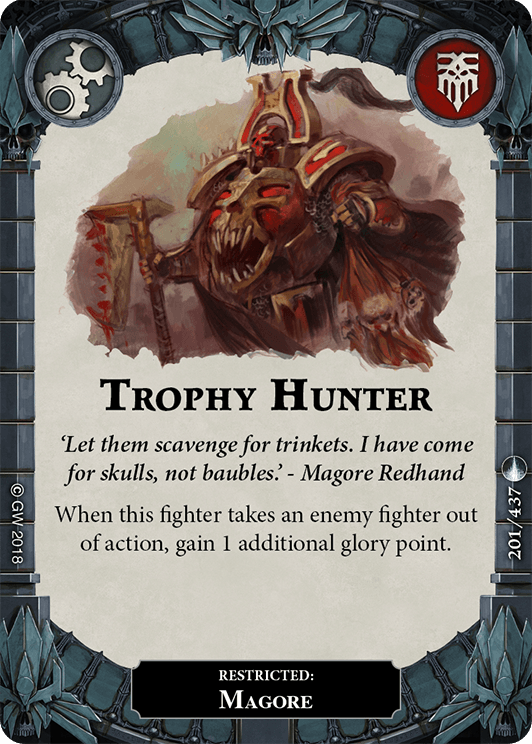 Trophy Hunter
‘Let them scavenge for trinkets. I have come
for skulls, not baubles.’ - Magore Redhand
When this fighter takes an enemy fighter out
of action, gain 1 additional glory point.
© GW 2018
201/437
RESTRICTED:
Magore